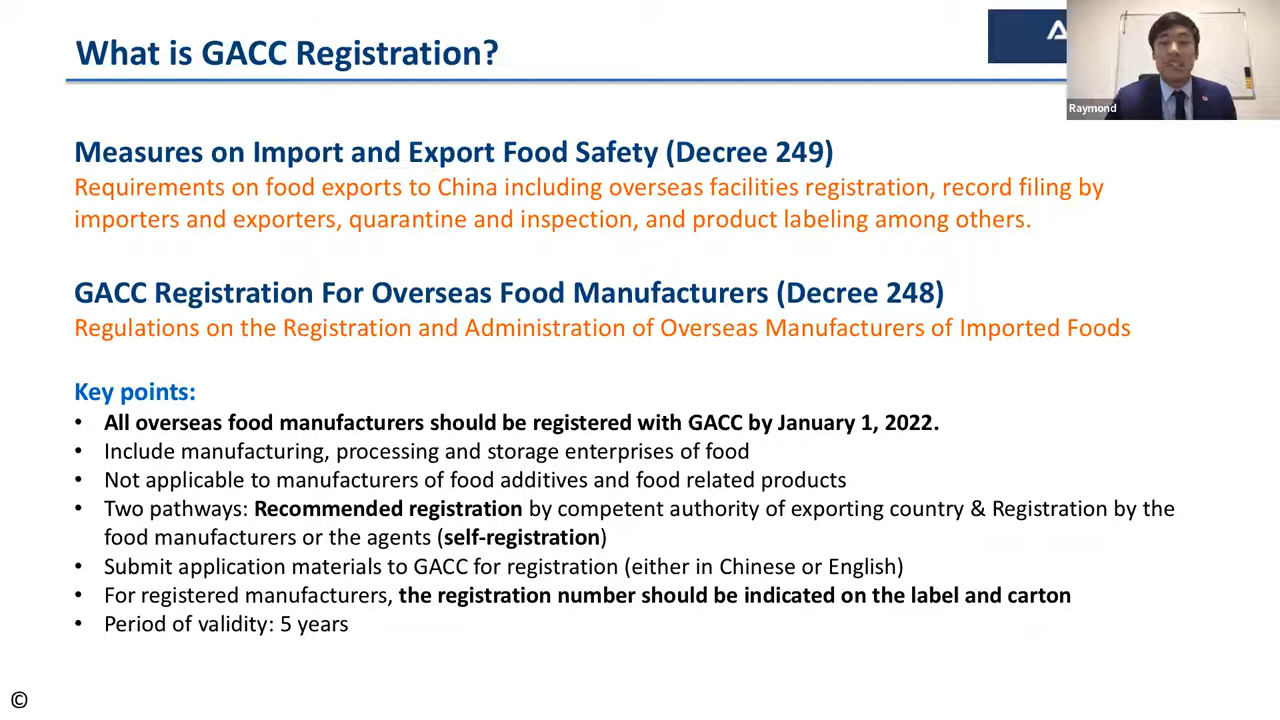 What is GACC Registration?
Raymond
Measures on Import and Export Food Safety (Decree 249)
Requirements on food exports to China including overseas facilities registration, record filing by
importers and exporters, quarantine and inspection, and product labeling among others.
GACC Registration For Overseas Food Manufacturers (Decree 248)
Regulations on the Registration and Administration of Overseas Manufacturers of Imported Foods
Key points:
• All overseas food manufacturers should be registered with GACC by January 1, 2022.
• Include manufacturing, processing and storage enterprises of food
• Not applicable to manufacturers of food additives and food related products
• Two pathways: Recommended registration by competent authority of exporting country & Registration by the
food manufacturers or the agents (self-registration)
• Submit application materials to GACC for registration (either in Chinese or English)
• For registered manufacturers, the registration number should be indicated on the label and carton
• Period of validity: 5 years
©